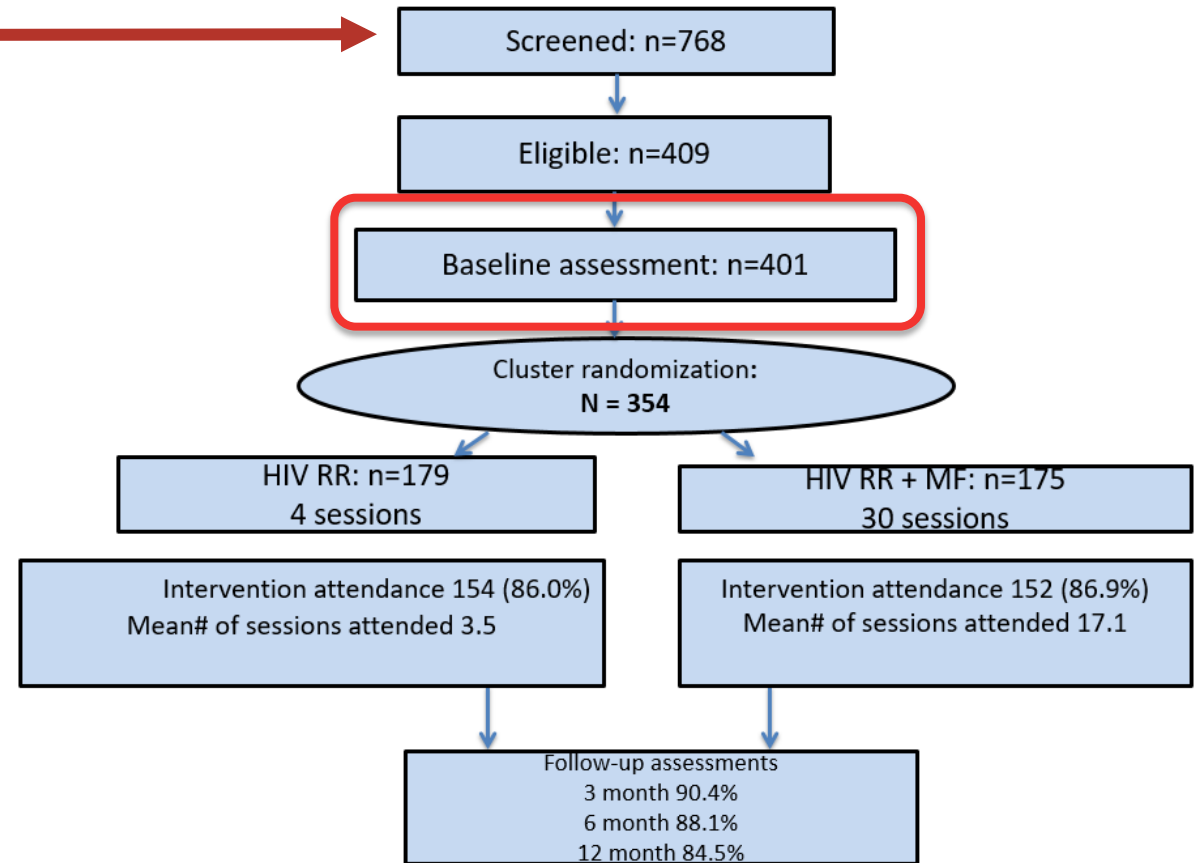 Screened: n=768
Eligible: n=409
Baseline assessment: n=401
Cluster randomization:
N = 354
HIV RR: n=179
4 sessions
HIV RR + MF: n=175
30 sessions
Intervention attendance 154 (86.0%)
Mean# of sessions attended 3.5
Intervention attendance 152 (86.9%)
Mean# of sessions attended 17.1
Follow-up assessments
3 month 90.4%
6 month 88.1%
12 month 84.5%